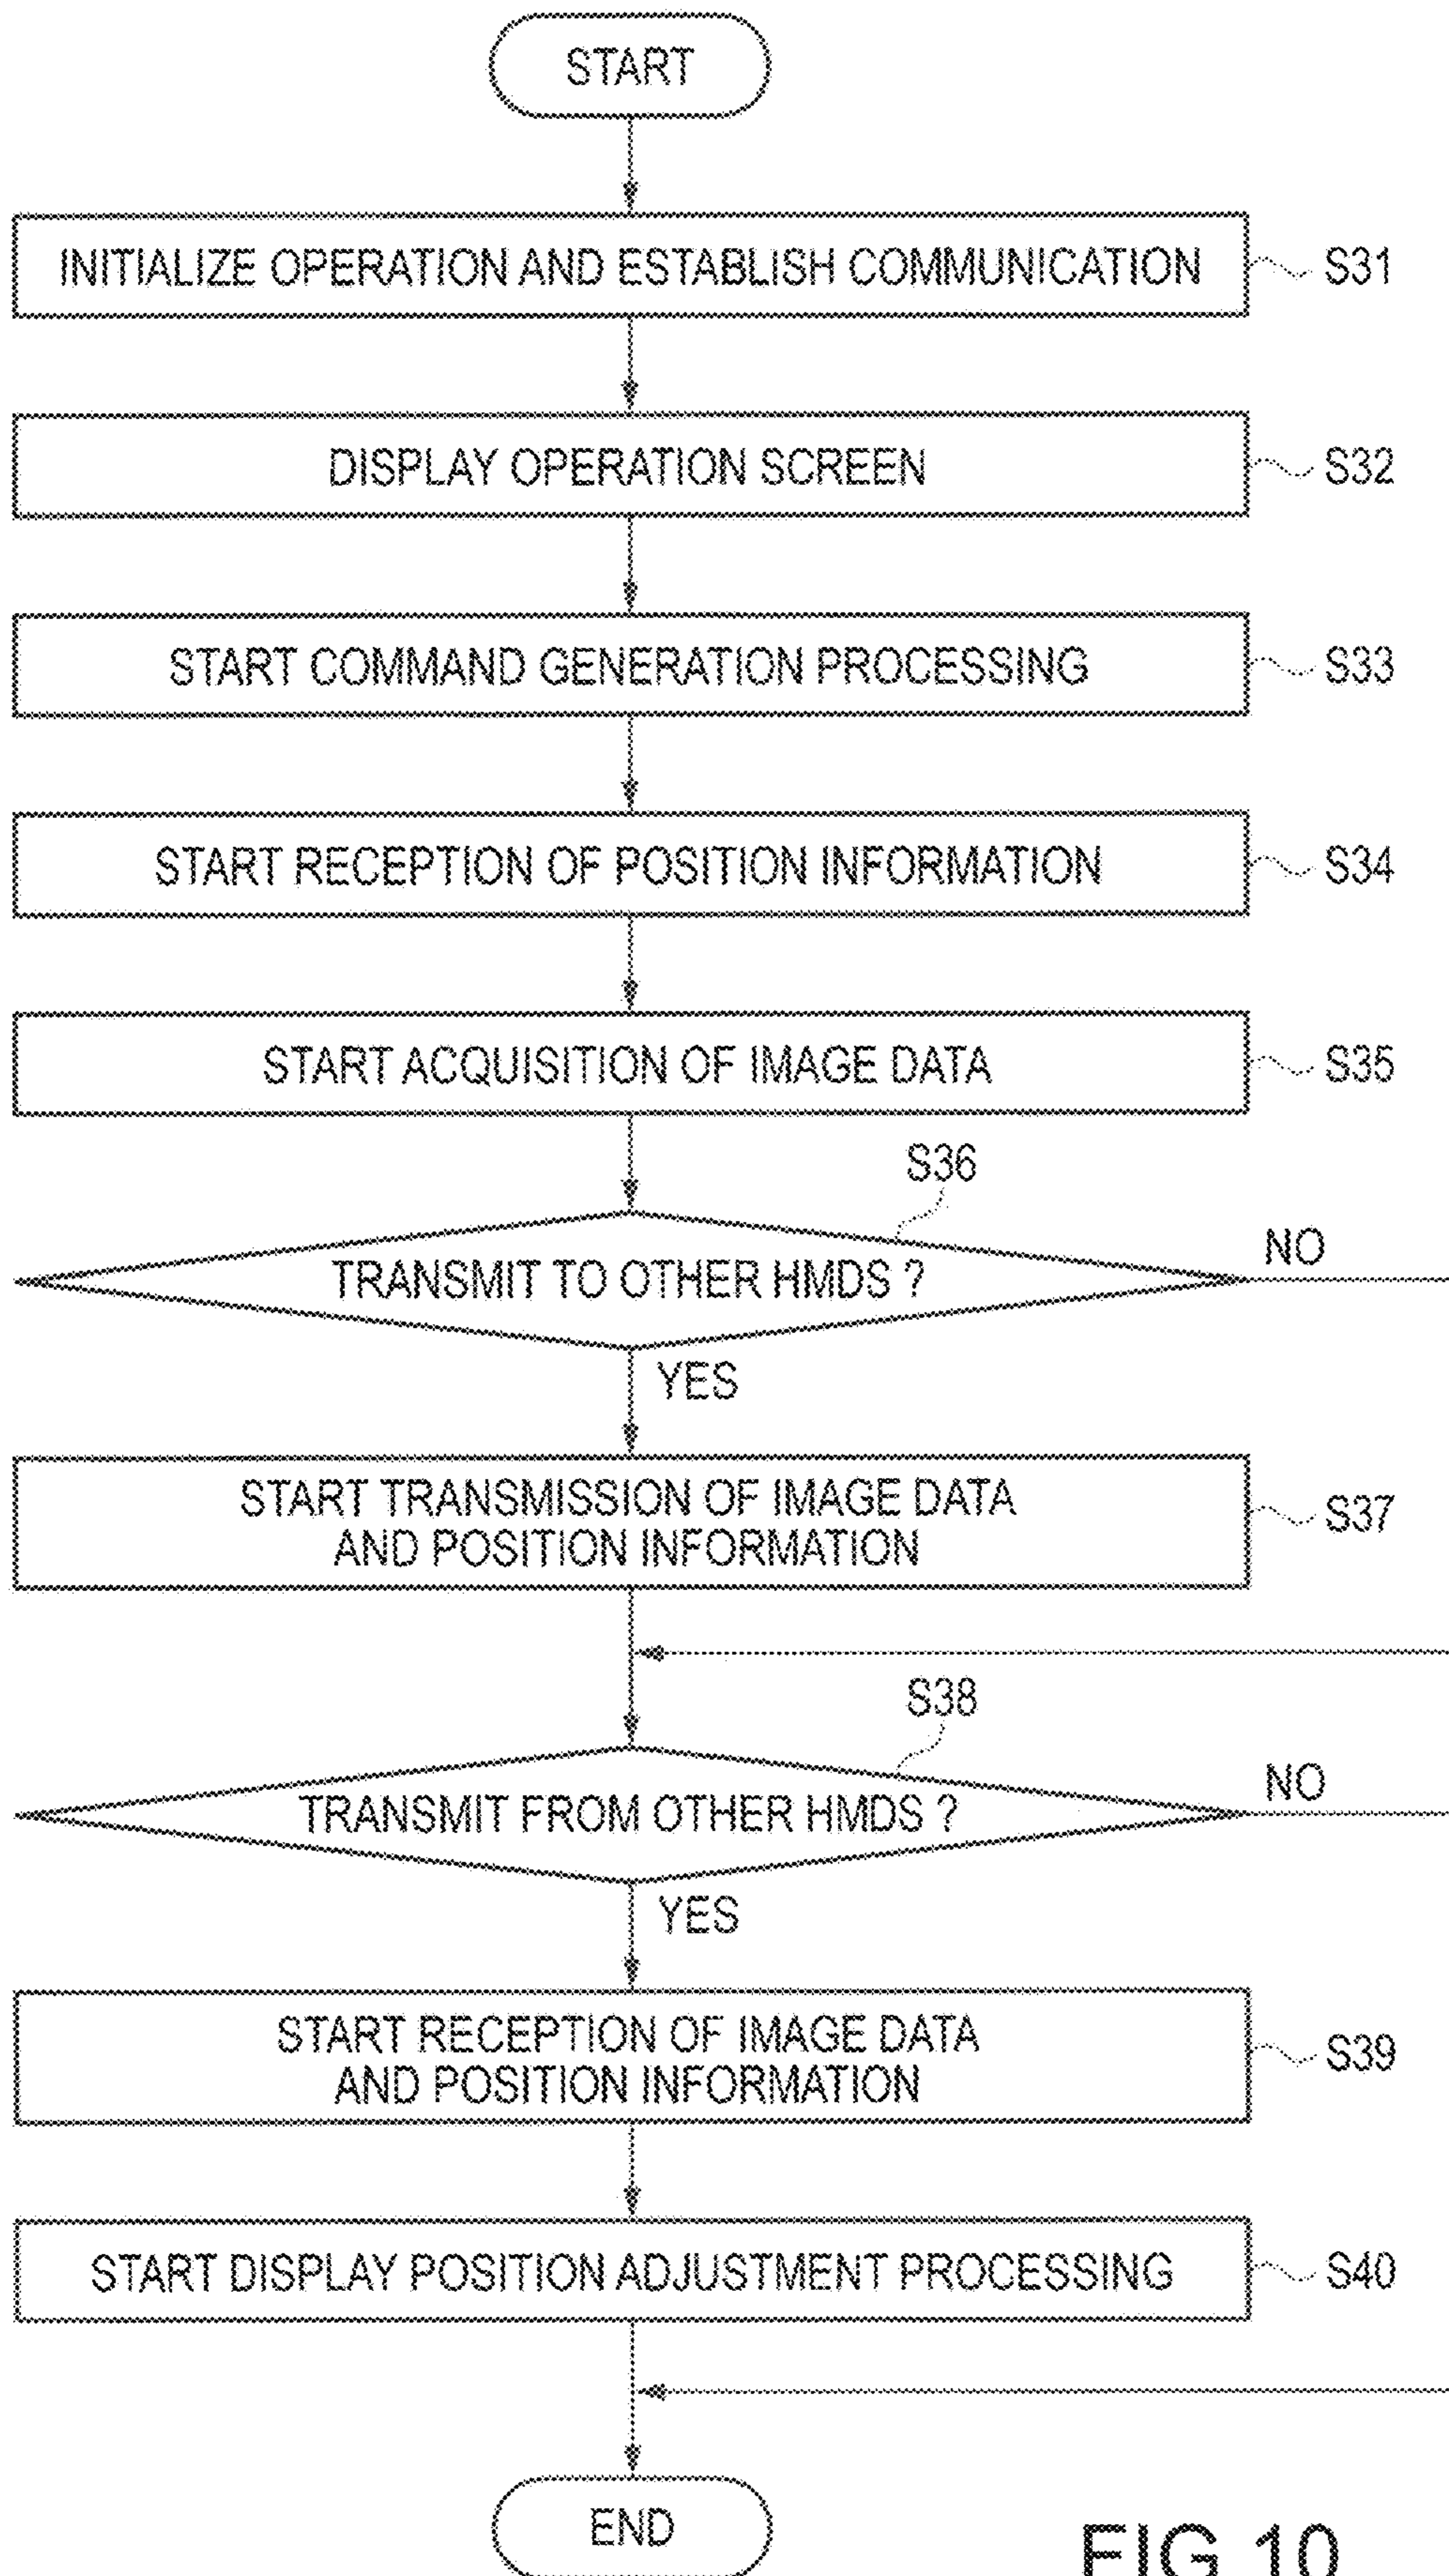 START
INITIALIZE OPERATION AND ESTABLISH COMMUNICATION
S31
DISPLAY OPERATION SCREEN
S32
START COMMAND GENERATION PROCESSING
S33
START RECEPTION OF POSITION INFORMATION
S34
START ACQUISITION OF IMAGE DATA
S35
S36
TRANSMIT TO OTHER HMDS ?
NO
YES
START TRANSMISSION OF IMAGE DATA
AND POSITION INFORMATION
S37
S38
TRANSMIT FROM OTHER HMDS ?
NO
YES
START RECEPTION OF IMAGE DATA
AND POSITION INFORMATION
S39
START DISPLAY POSITION ADJUSTMENT PROCESSING
S40
END
FIG.10